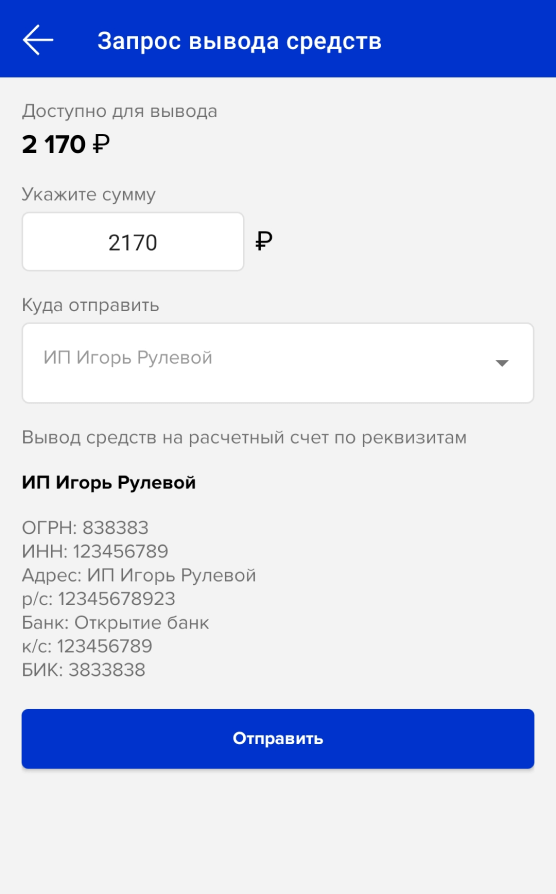 Запрос вывода средств
Доступно для вывода
2 170 ₽
Укажите сумму
2170 ₽
Куда отправить
ИП Игорь Рулевой
Вывод средств на расчетный счет по реквизитам
ИП Игорь Рулевой
ОГРН: 838383
ИНН: 123456789
Адрес: ИП Игорь Рулевой
р/с: 12345678923
Банк: Открытие банк
к/с: 123456789
БИК: 3833838
Отправить